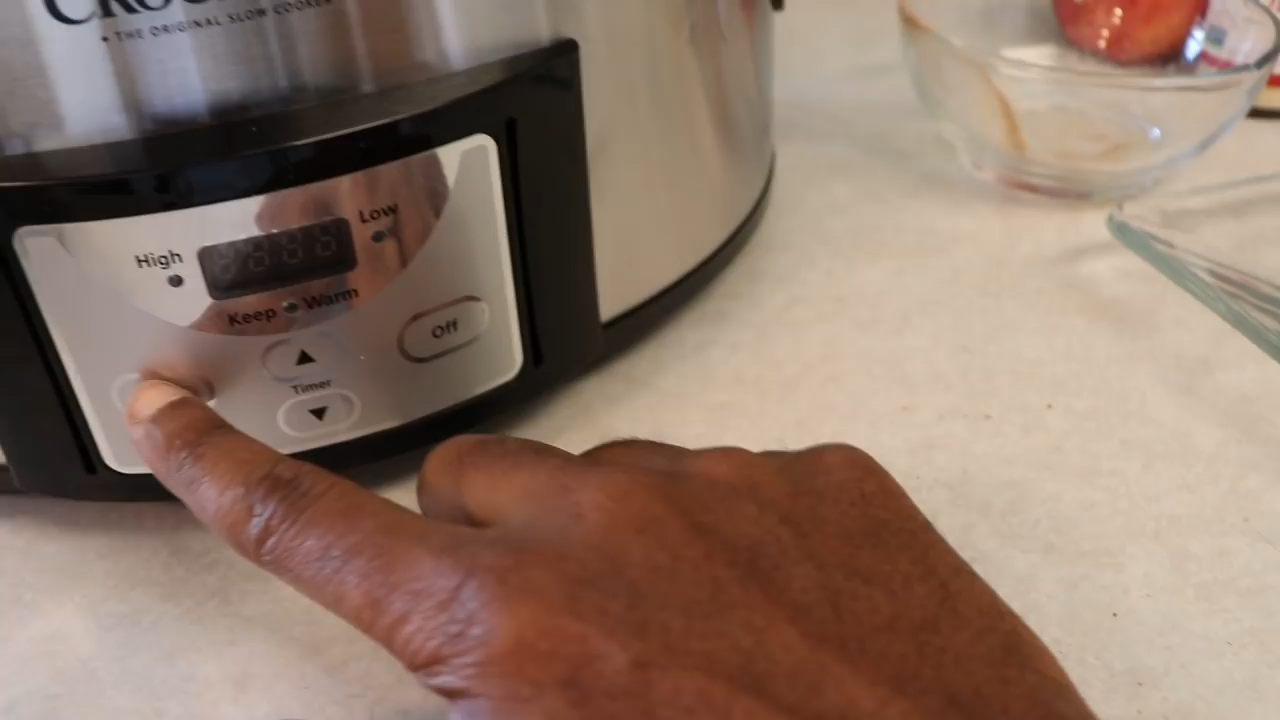 • THE ORIGINAL SLOW COOKER
Low
High
Keep Warm
Off
Timer